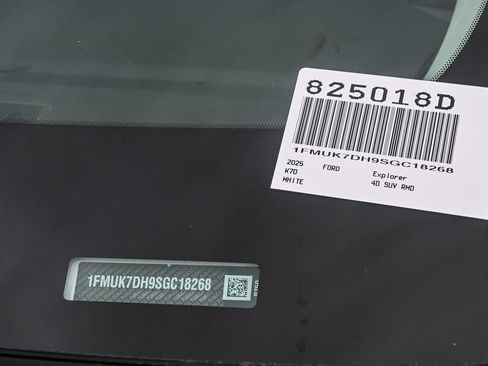 825018D
1FMUK7DH9SGC18268
2025 FORD Explorer
K7D 4D SUV RWD
WHITE
1FMUK7DH9SGC18268